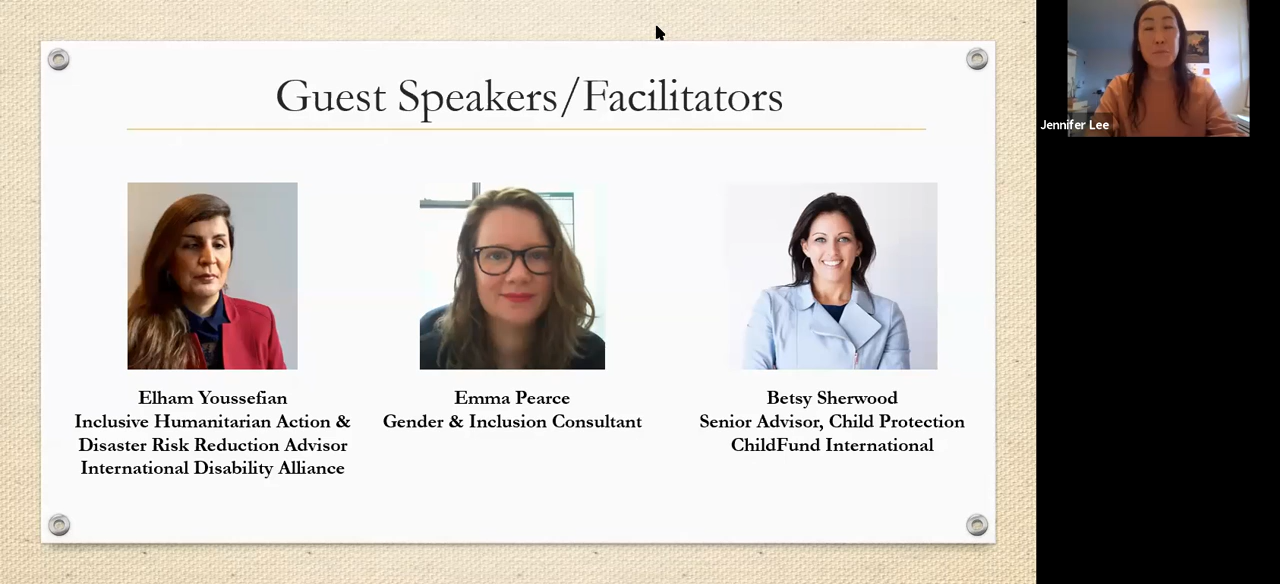 Guest Speakers/Facilitators
Elham Youssefian
Inclusive Humanitarian Action &
Disaster Risk Reduction Advisor
International Disability Alliance
Emma Pearce
Gender & Inclusion Consultant
Betsy Sherwood
Senior Advisor, Child Protection
ChildFund International
Jennifer Lee